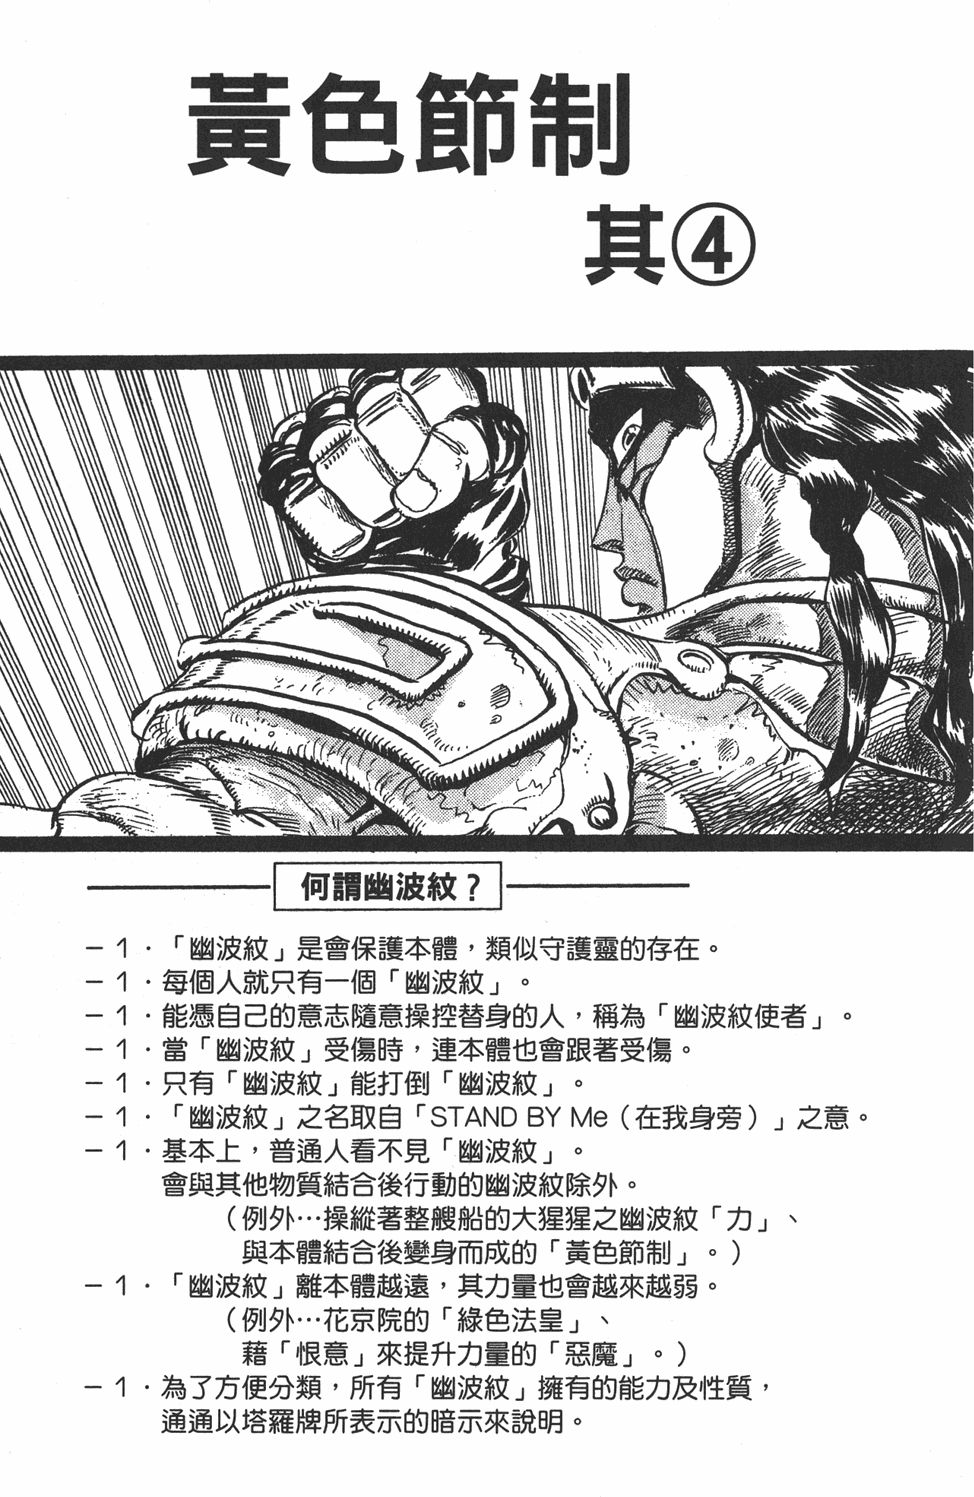 黃色節制
其④
何謂幽波紋？
－1．「幽波紋」是會保護本體，類似守護靈的存在。
－1．每個人就只有一個「幽波紋」。
－1．能憑自己的意志隨意操控替身的人，稱為「幽波紋使者」。
－1．當「幽波紋」受傷時，連本體也會跟著受傷。
－1．只有「幽波紋」能打倒「幽波紋」。
－1．「幽波紋」之名取自「STAND BY Me（在我身旁）」之意。
－1．基本上，普通人看不見「幽波紋」。
會與其他物質結合後行動的幽波紋除外。
（例外…操縱著整艘船的大猩猩之幽波紋「力」、
與本體結合後變身而成的「黃色節制」。）
－1．「幽波紋」離本體越遠，其力量也會越來越弱。
（例外…花京院的「綠色法皇」、
藉「恨意」來提升力量的「惡魔」。）
－1．為了方便分類，所有「幽波紋」擁有的能力及性質，
通通以塔羅牌所表示的暗示來說明。